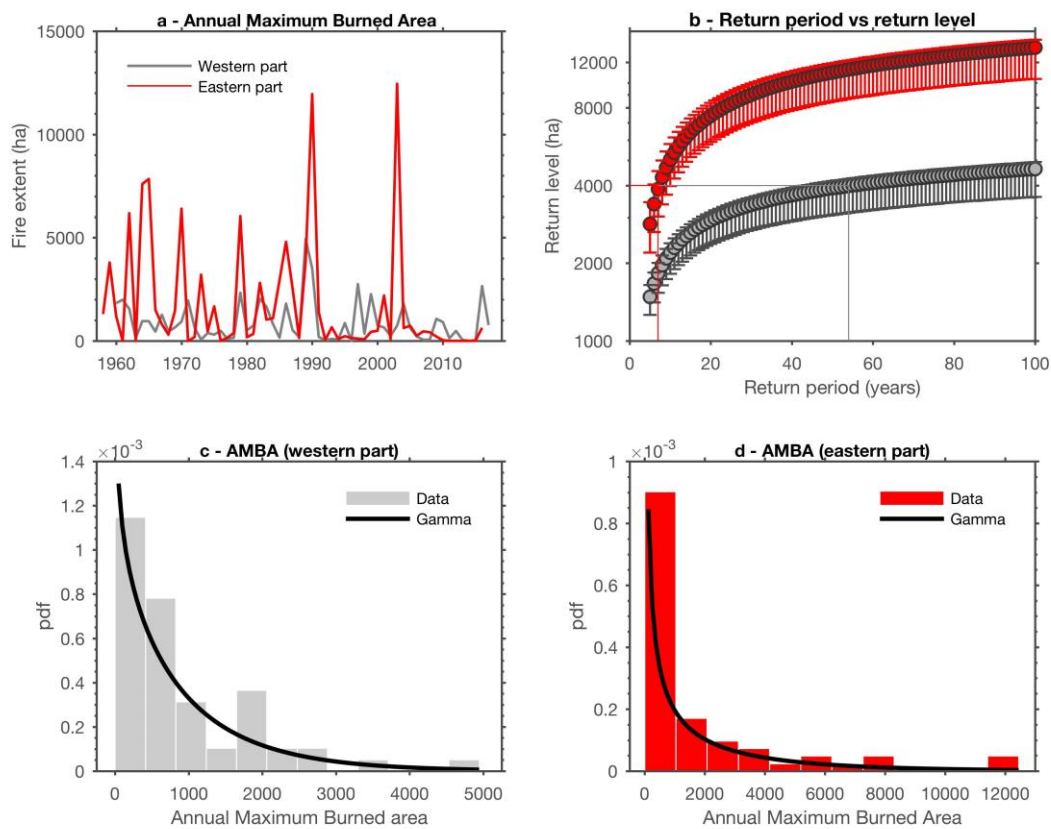 a - Annual Maximum Burned Area
15000
10000
5000
0
Fire extent (ha)
Western part
Eastern part
1960 1970 1980 1990 2000 2010
b - Return period vs return level
12000
8000
4000
2000
1000
Return level (ha)
0 20 40 60 80 100
Return period (years)
c - AMBA (western part)
×10⁻³
1.4
1.2
1
0.8
0.6
0.4
0.2
0
pdf
Data
Gamma
0 1000 2000 3000 4000 5000
Annual Maximum Burned area
d - AMBA (eastern part)
×10⁻³
1
0.8
0.6
0.4
0.2
0
pdf
Data
Gamma
0 2000 4000 6000 8000 10000 12000
Annual Maximum Burned Area